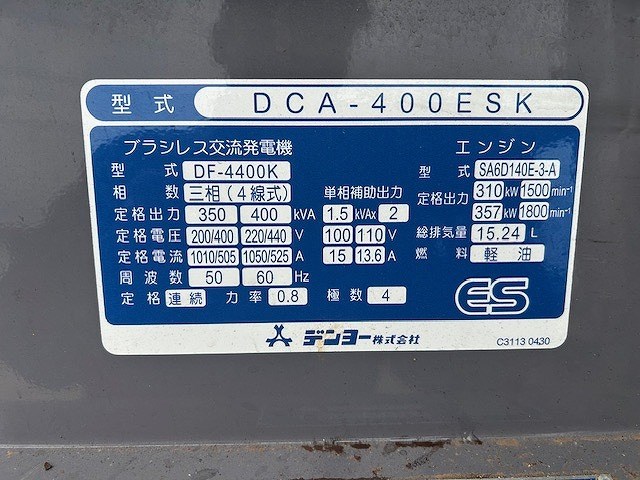 型式 DCA-400ESK
ブラシレス交流発電機
型式 DF-4400K
相数 三相(4線式) 単相補助出力
定格出力 350 400 kVA 1.5 kVAx 2
定格電圧 200/400 220/440 V 100 110 V
定格電流 1010/505 1050/525 A 15 13.6 A
周波数 50 60 Hz
定格 連続 力率 0.8 極数 4
エンジン
型式 SA6D140E-3-A
定格出力 310 kW 1500 min⁻¹
357 kW 1800 min⁻¹
総排気量 15.24 L
燃料 軽油
ES
デンヨー株式会社
C3113 0430